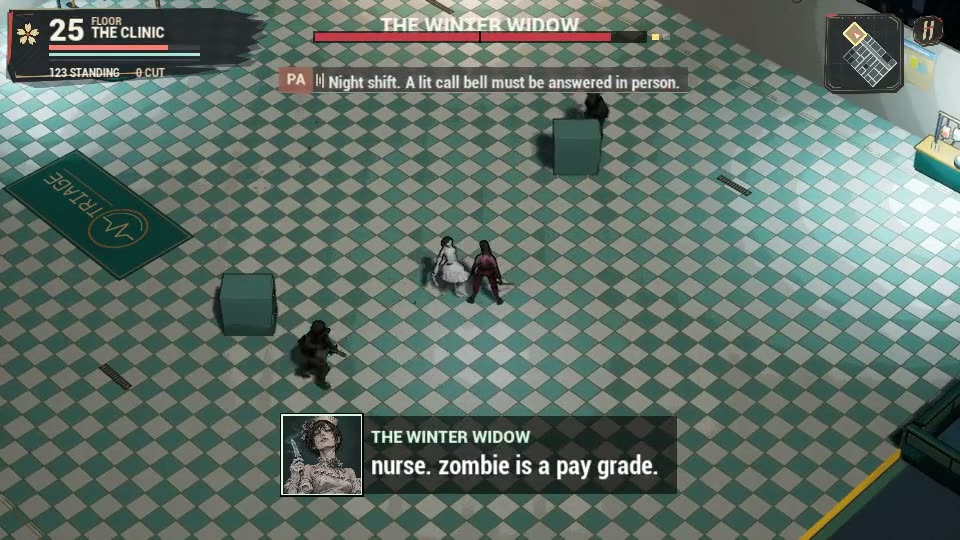 THE WINTER WIDOW
25 FLOOR
THE CLINIC
123 STANDING 0 CUT
PA Night shift. A lit call bell must be answered in person.
TRIAGE
THE WINTER WIDOW
nurse. zombie is a pay grade.